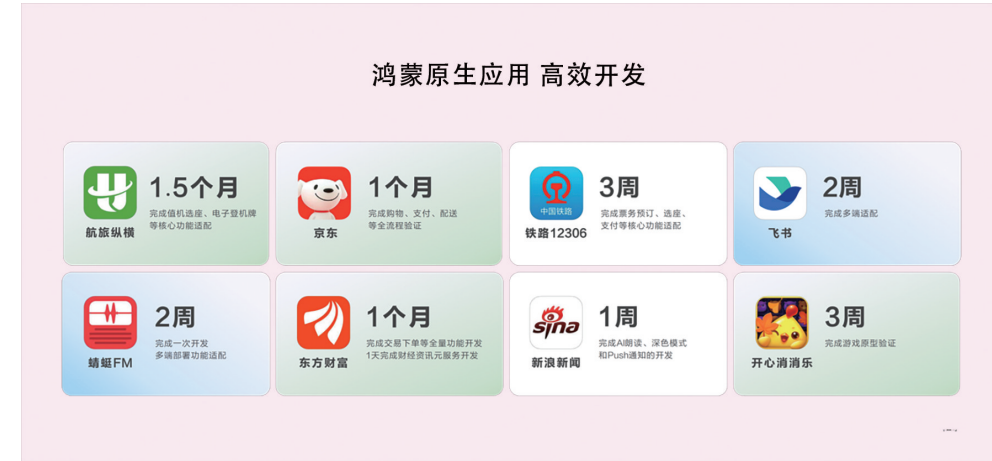 鸿蒙原生应用 高效开发
1.5个月
完成值机选座、电子登机牌
等核心功能适配
航旅纵横
1个月
完成购物、支付、配送
等全流程验证
京东
3周
完成票务预订、选座、
支付等核心功能适配
中国铁路
铁路12306
2周
完成多端适配
飞书
2周
完成一次开发
多端部署功能适配
蜻蜓FM
1个月
完成交易下单等全量功能开发
1天完成财经资讯元服务开发
东方财富
1周
完成AI朗读、深色模式
和Push通知的开发
sina
新浪新闻
3周
完成游戏原型验证
开心消消乐